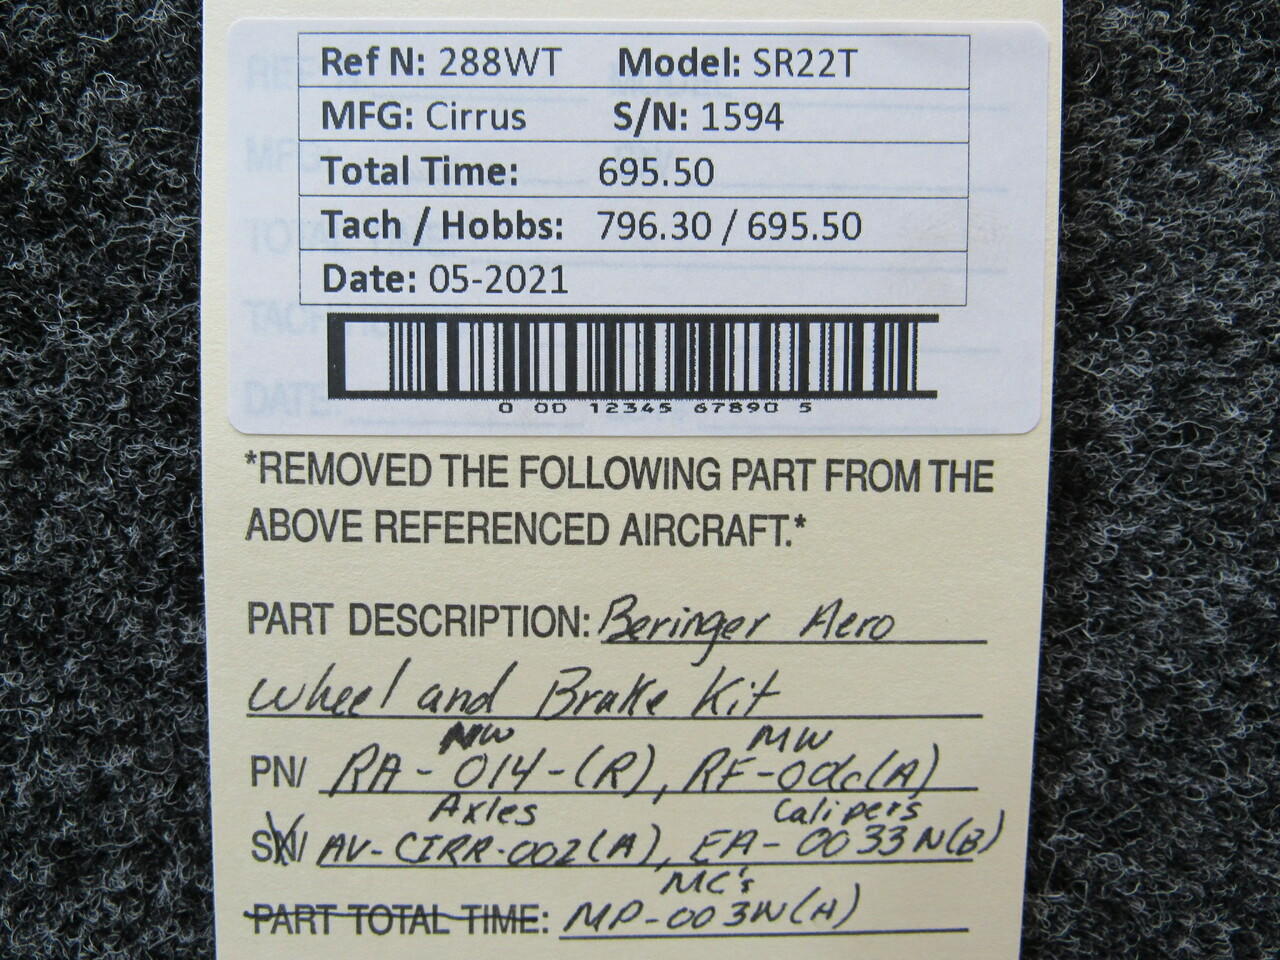 Ref N: 288WT Model: SR22T
MFG: Cirrus S/N: 1594
Total Time: 695.50
Tach / Hobbs: 796.30 / 695.50
Date: 05-2021
0 00 12345 67890 5
*REMOVED THE FOLLOWING PART FROM THE
ABOVE REFERENCED AIRCRAFT.*
PART DESCRIPTION: Beringer Aero
Wheel and Brake Kit
NW MW
PN/ RA-014-(R), (A)
Axles Calipers
SN/ AV-CIRR-002(A), EA-0033N(B)
MC's
PART TOTAL TIME: MP-003W(A)